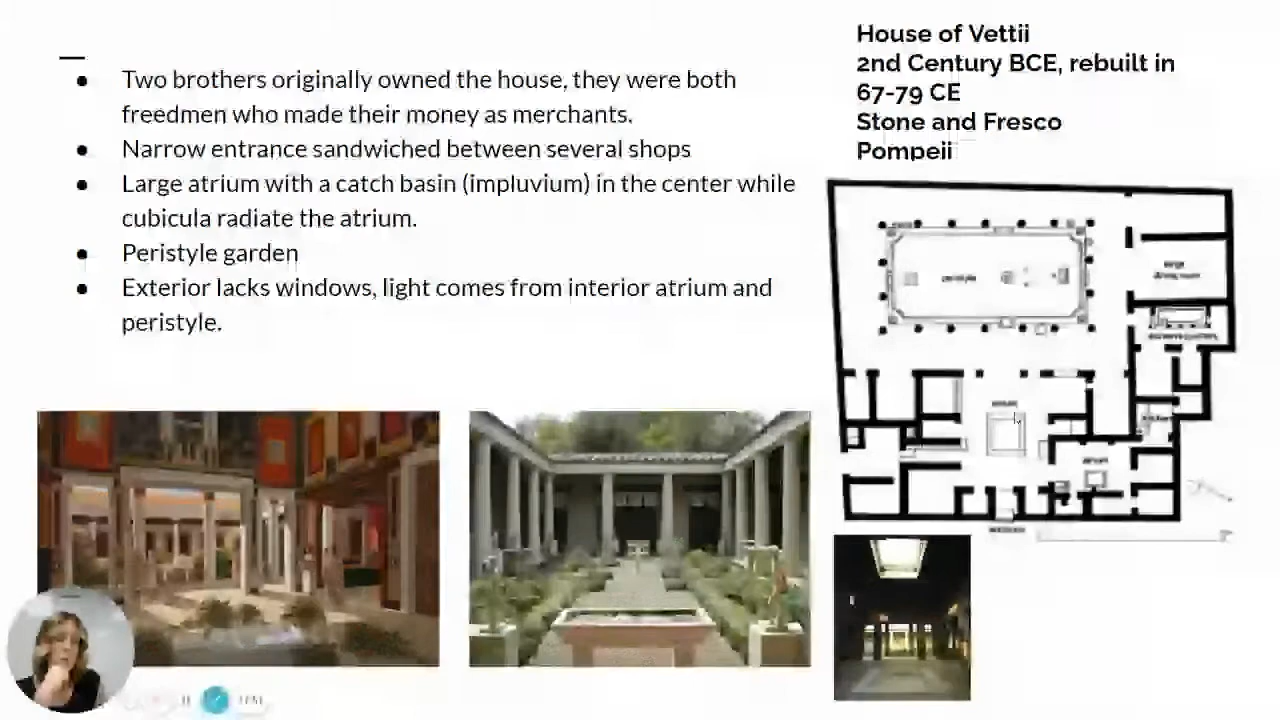 House of Vettii
2nd Century BCE, rebuilt in
67-79 CE
Stone and Fresco
Pompeii
● Two brothers originally owned the house, they were both
freedmen who made their money as merchants.
● Narrow entrance sandwiched between several shops
● Large atrium with a catch basin (impluvium) in the center while
cubicula radiate the atrium.
● Peristyle garden
● Exterior lacks windows, light comes from interior atrium and
peristyle.